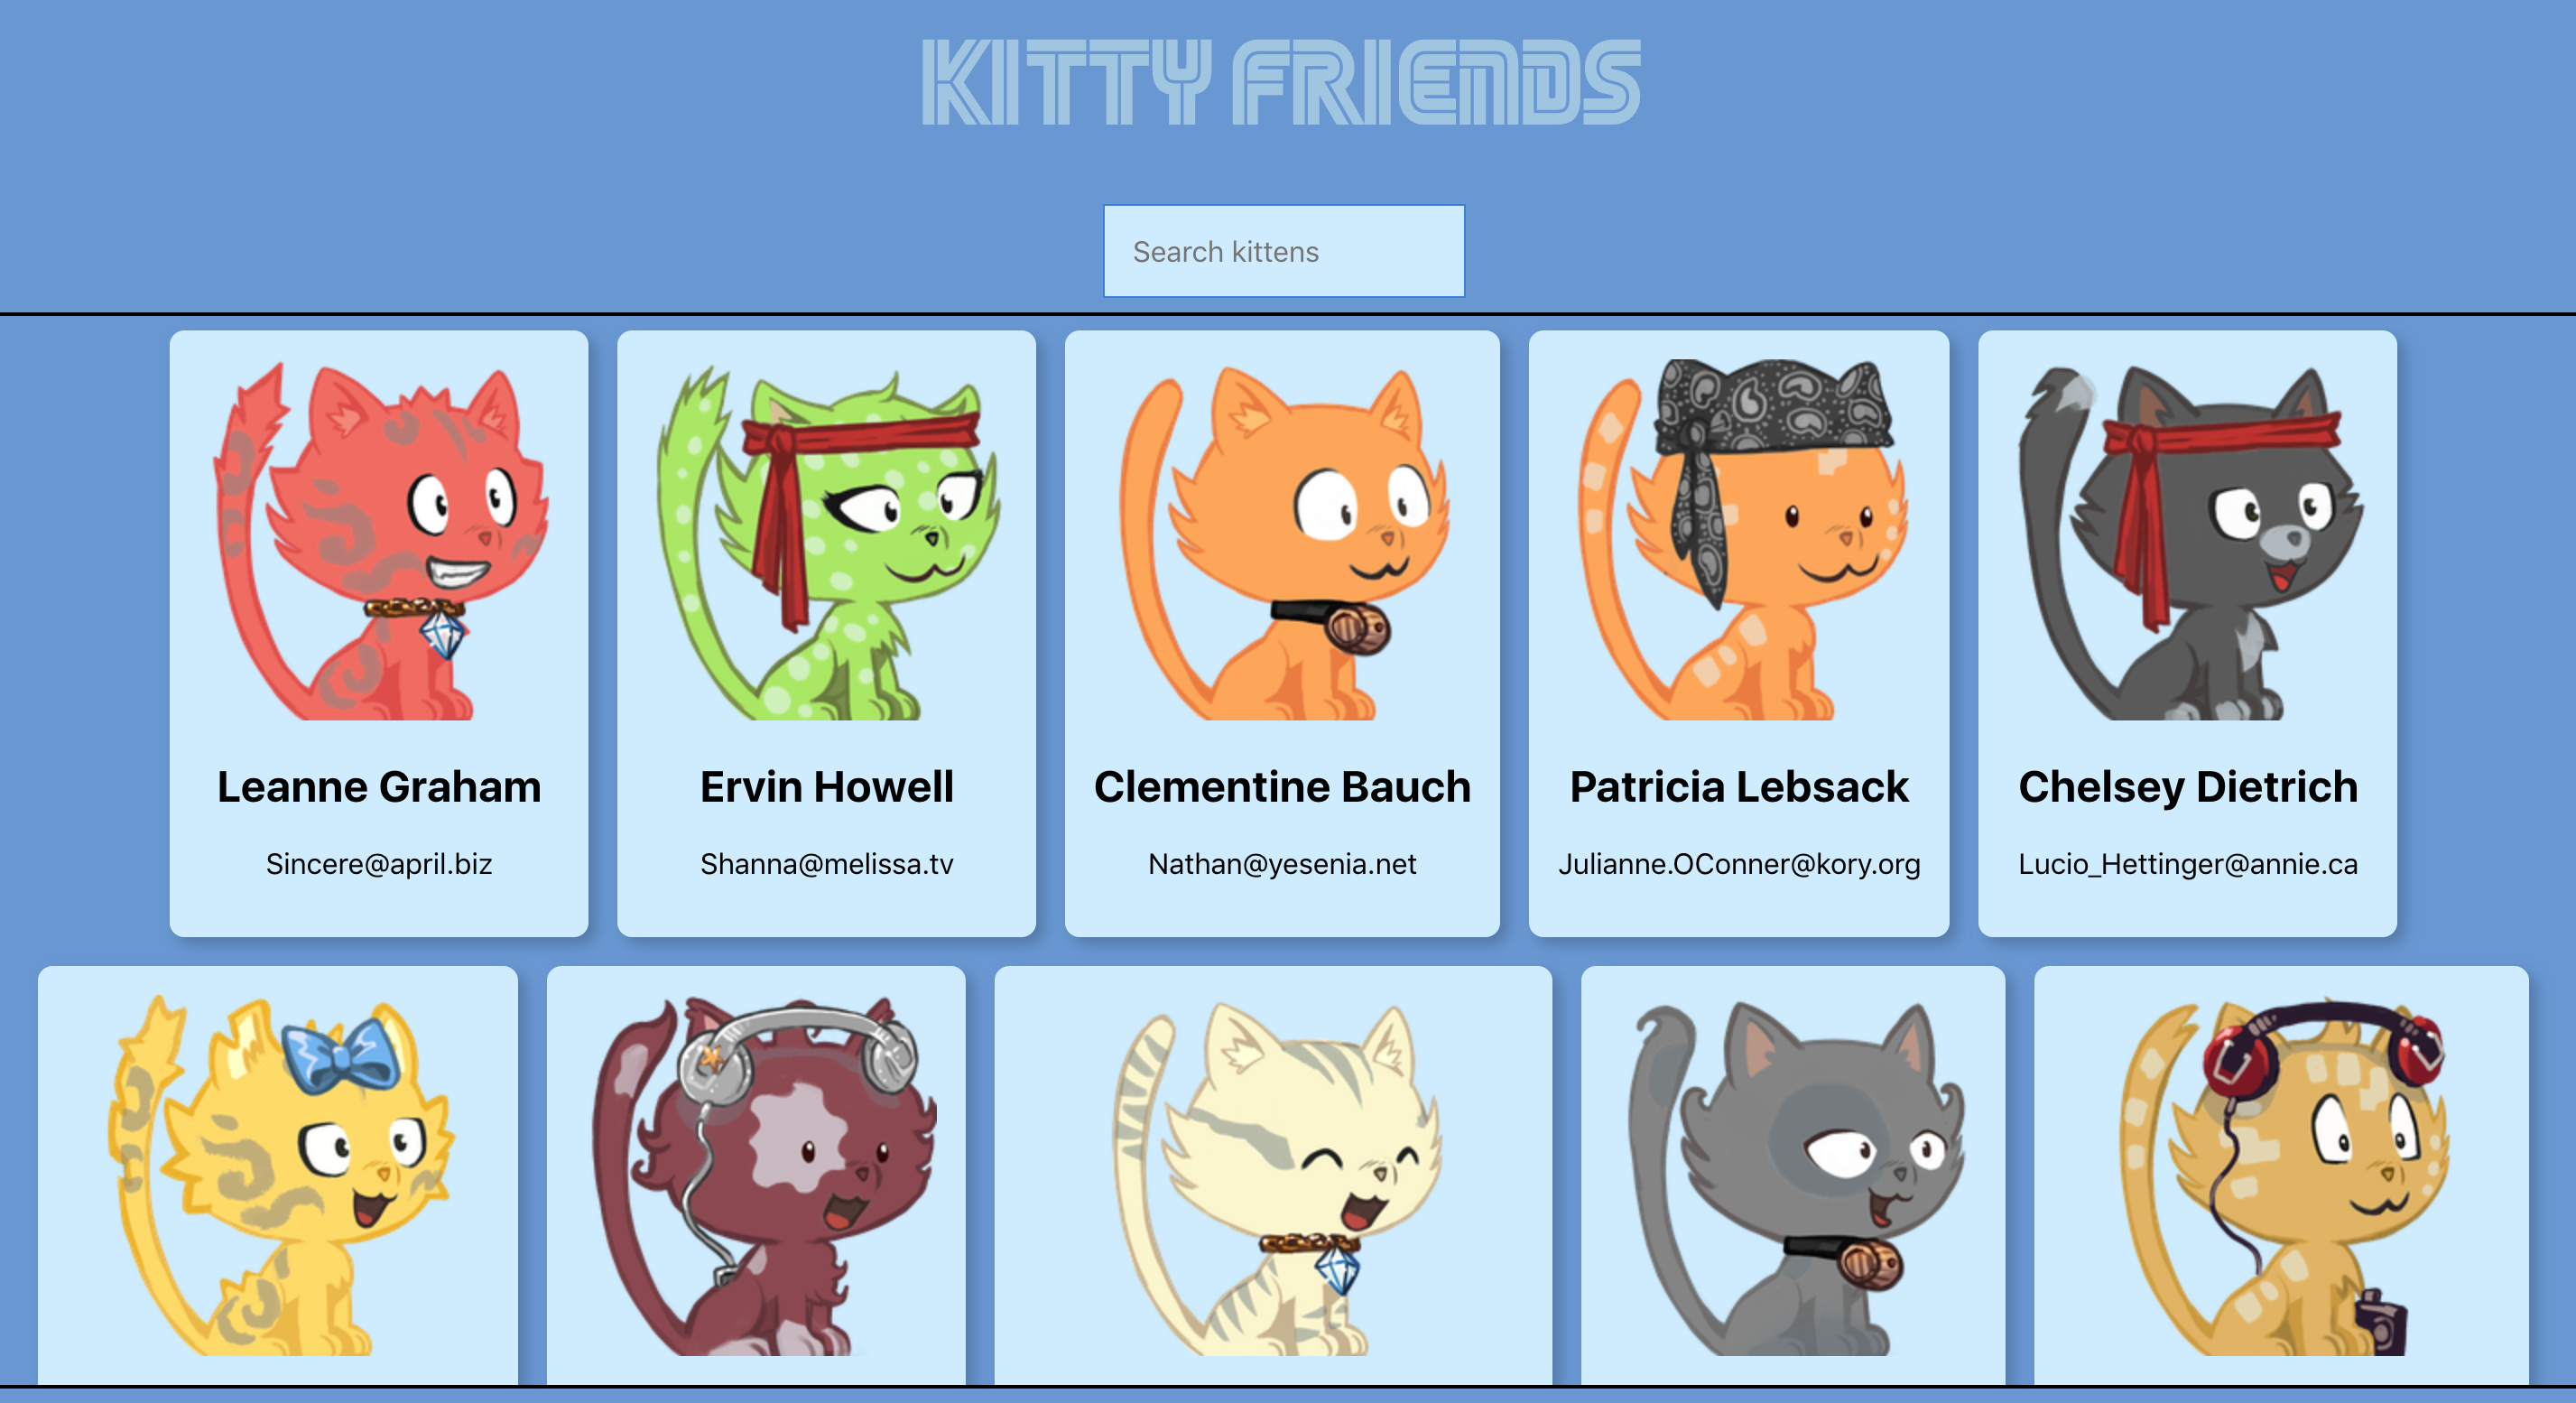 KITTY FRIENDS
Search kittens
Leanne Graham
Ervin Howell
Clementine Bauch
Patricia Lebsack
Chelsey Dietrich
Sincere@april.biz
Shanna@melissa.tv
Nathan@yesenia.net
Julianne.OConner@kory.org
Lucio_Hettinger@annie.ca